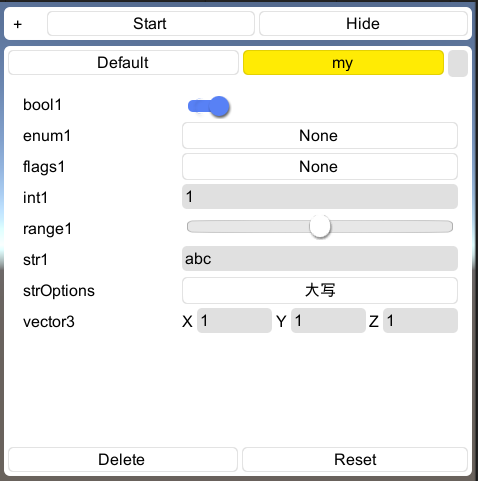 + Start Hide
Default my
bool1
enum1 None
flags1 None
int1 1
range1
str1 abc
strOptions 大写
vector3 X 1 Y 1 Z 1
Delete Reset